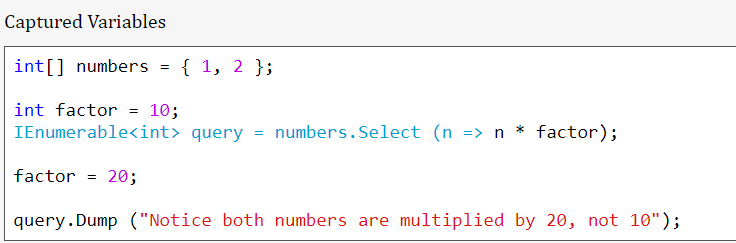 Captured Variables
int[] numbers = { 1, 2 };
int factor = 10;
IEnumerable<int> query = numbers.Select (n => n * factor);
factor = 20;
query.Dump ("Notice both numbers are multiplied by 20, not 10");